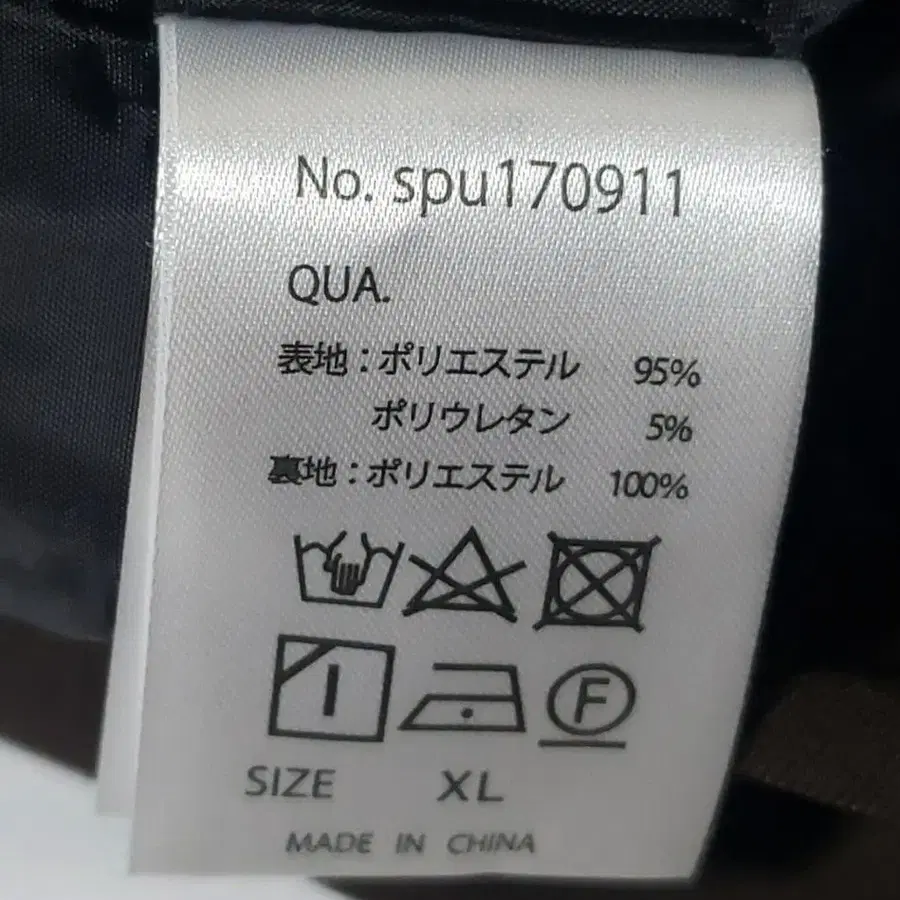 No. spu170911
QUA.
表地：ポリエステル 95%
ポリウレタン 5%
裏地：ポリエステル 100%
F
SIZE XL
MADE IN CHINA